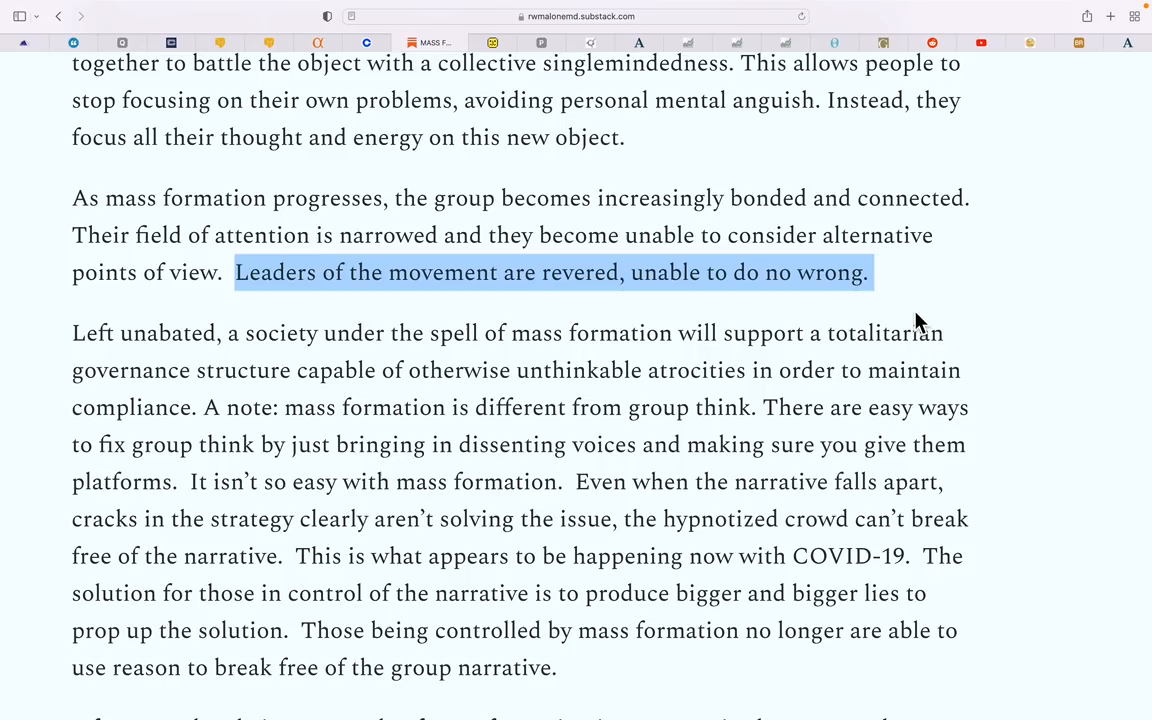 rwmalonemd.substack.com
MASS F...
together to battle the object with a collective singlemindedness. This allows people to
stop focusing on their own problems, avoiding personal mental anguish. Instead, they
focus all their thought and energy on this new object.
As mass formation progresses, the group becomes increasingly bonded and connected.
Their field of attention is narrowed and they become unable to consider alternative
points of view.  Leaders of the movement are revered, unable to do no wrong.
Left unabated, a society under the spell of mass formation will support a totalitarian
governance structure capable of otherwise unthinkable atrocities in order to maintain
compliance. A note: mass formation is different from group think. There are easy ways
to fix group think by just bringing in dissenting voices and making sure you give them
platforms.  It isn’t so easy with mass formation.  Even when the narrative falls apart,
cracks in the strategy clearly aren’t solving the issue, the hypnotized crowd can’t break
free of the narrative.  This is what appears to be happening now with COVID-19.  The
solution for those in control of the narrative is to produce bigger and bigger lies to
prop up the solution.  Those being controlled by mass formation no longer are able to
use reason to break free of the group narrative.